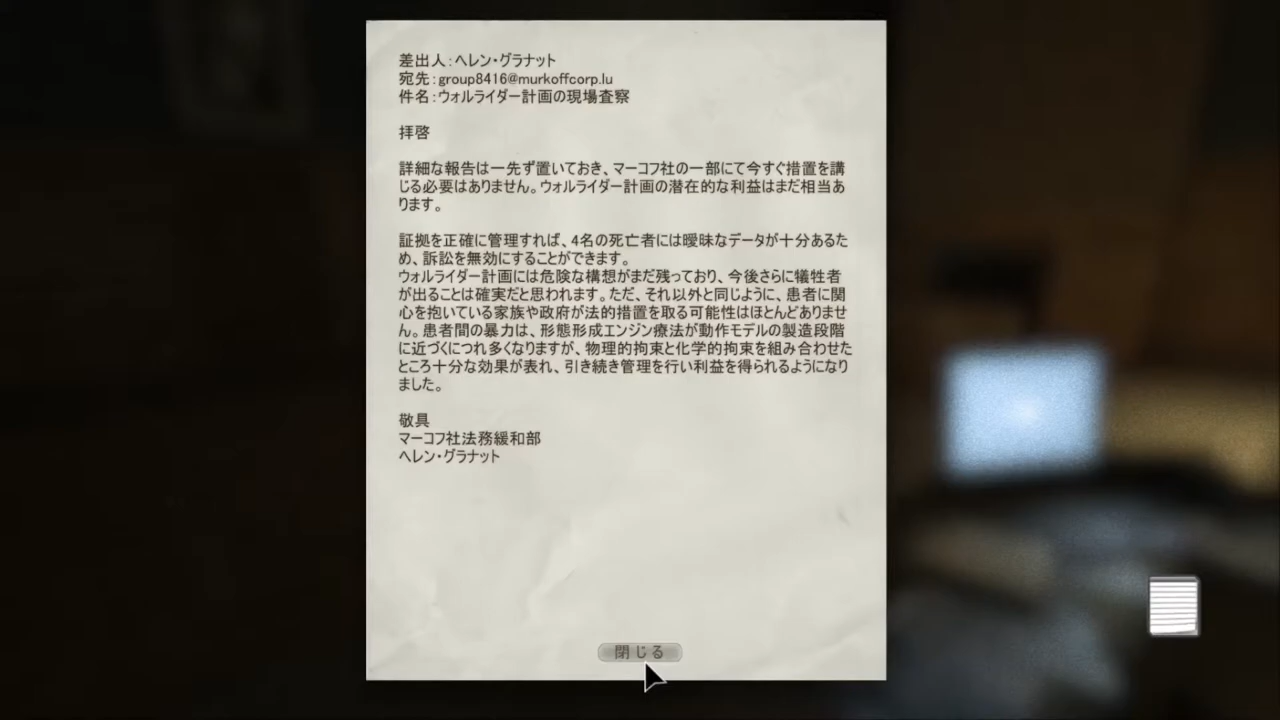 差出人：ヘレン・グラナット
宛先：group8416@murkoffcorp.lu
件名：ウォルライダー計画の現場査察
拝啓
詳細な報告は一先ず置いておき、マーコフ社の一部にて今すぐ措置を講
じる必要はありません。ウォルライダー計画の潜在的な利益はまだ相当あ
ります。
証拠を正確に管理すれば、4名の死亡者には曖昧なデータが十分あるた
め、訴訟を無効にすることができます。
ウォルライダー計画には危険な構想がまだ残っており、今後さらに犠牲者
が出ることは確実だと思われます。ただ、それ以外と同じように、患者に関
心を抱いている家族や政府が法的措置を取る可能性はほとんどありませ
ん。患者間の暴力は、形態形成エンジン療法が動作モデルの製造段階
に近づくにつれ多くなりますが、物理的拘束と化学的拘束を組み合わせた
ところ十分な効果が表れ、引き続き管理を行い利益を得られるようになり
ました。
敬具
マーコフ社法務緩和部
ヘレン・グラナット
閉じる